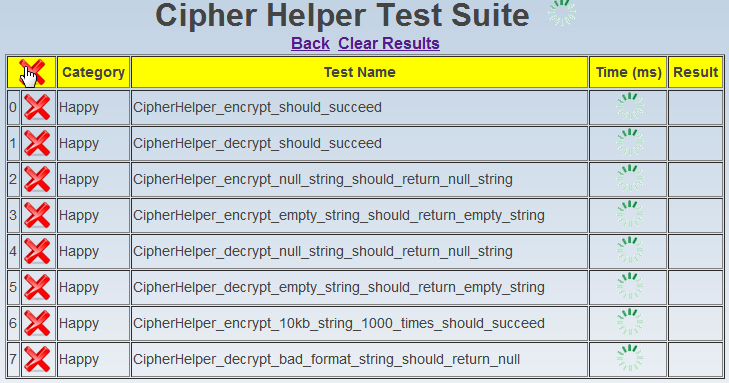 Cipher Helper Test Suite
Back Clear Results
Category Test Name Time (ms) Result
0 Happy CipherHelper_encrypt_should_succeed
1 Happy CipherHelper_decrypt_should_succeed
2 Happy CipherHelper_encrypt_null_string_should_return_null_string
3 Happy CipherHelper_encrypt_empty_string_should_return_empty_string
4 Happy CipherHelper_decrypt_null_string_should_return_null_string
5 Happy CipherHelper_decrypt_empty_string_should_return_empty_string
6 Happy CipherHelper_encrypt_10kb_string_1000_times_should_succeed
7 Happy CipherHelper_decrypt_bad_format_string_should_return_null